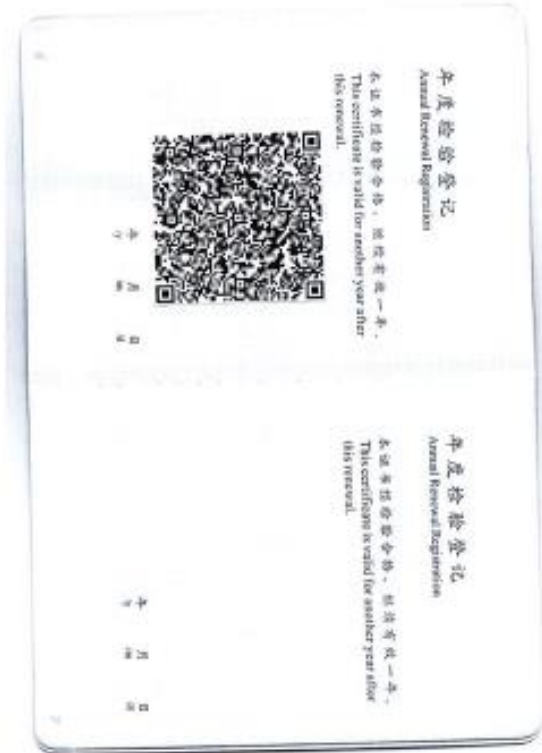 年度检验登记
Annual Renewal Registration
本证书经检验合格，继续有效一年。
This certificate is valid for another year after
this renewal.
年 月 日
/y /m /d
年度检验登记
Annual Renewal Registration
本证书经检验合格，继续有效一年。
This certificate is valid for another year after
this renewal.
年 月 日
/y /m /d